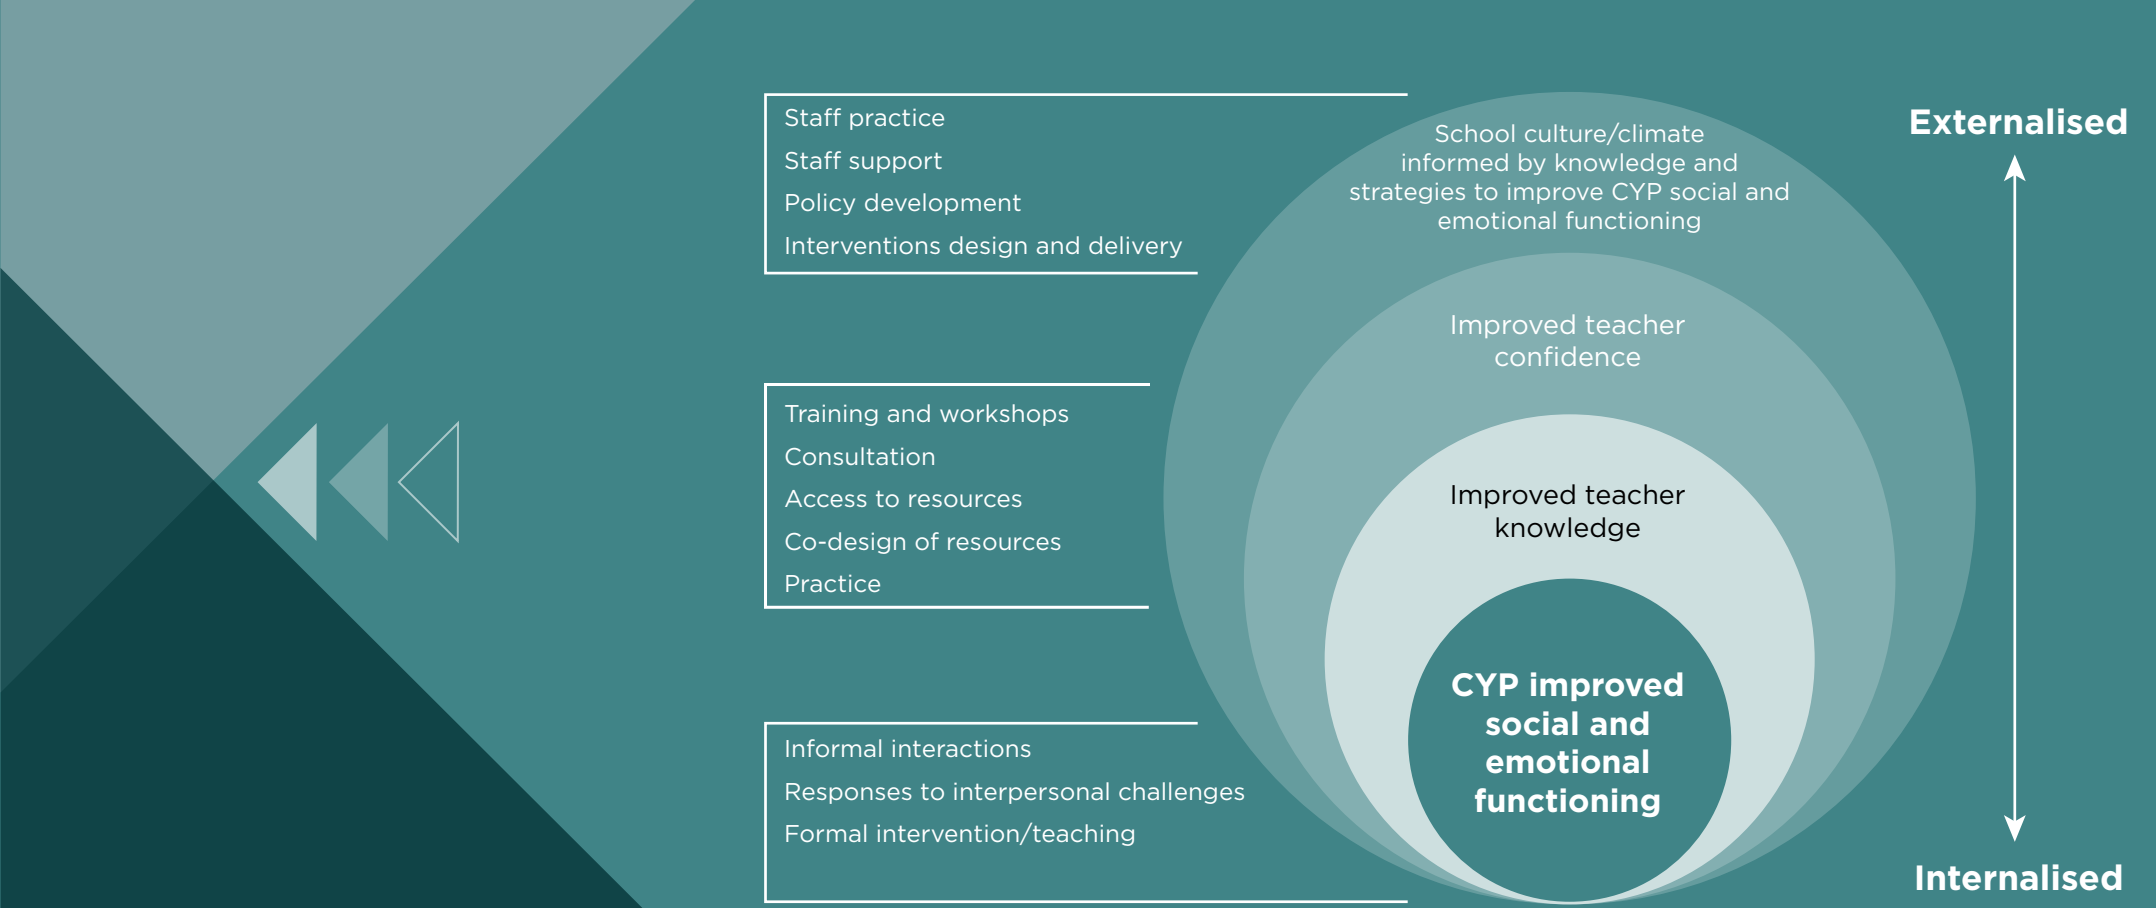 Staff practice
Staff support
Policy development
Interventions design and delivery
Training and workshops
Consultation
Access to resources
Co-design of resources
Practice
Informal interactions
Responses to interpersonal challenges
Formal intervention/teaching
School culture/climate
informed by knowledge and
strategies to improve CYP social and
emotional functioning
Improved teacher
confidence
Improved teacher
knowledge
CYP improved
social and
emotional
functioning
Externalised
Internalised